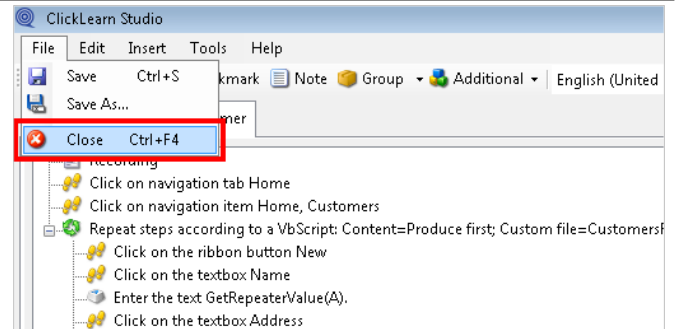 ClickLearn Studio
File Edit Insert Tools Help
Save Ctrl+S kmark Note Group Additional English (United
Save As...
mer
Close Ctrl+F4
Recording
Click on navigation tab Home
Click on navigation item Home, Customers
Repeat steps according to a VbScript: Content=Produce first; Custom file=Customers
Click on the ribbon button New
Click on the textbox Name
Enter the text GetRepeaterValue(A).
Click on the textbox Address